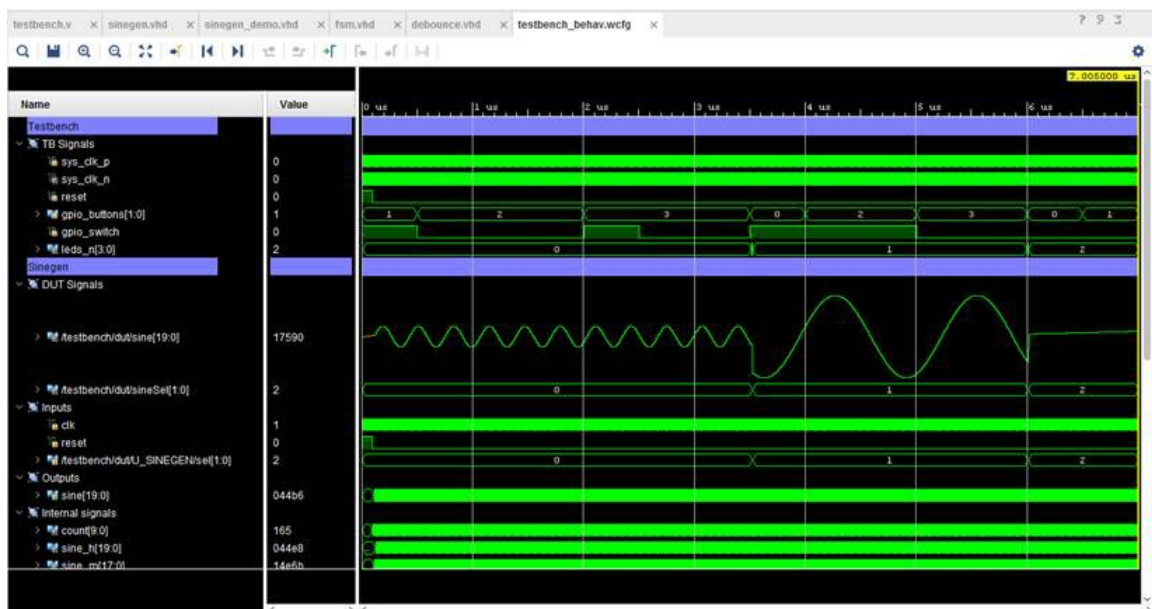 testbench.v × sinegen.vhd × sinegen_demo.vhd × fsm.vhd × debounce.vhd × testbench_behav.wcfg ×
7.005000 us
Name Value 0 us 1 us 2 us 3 us 4 us 5 us 6 us
Testbench
TB Signals
sys_clk_p 0
sys_clk_n 0
reset 0
gpio_buttons[1:0] 1 1 2 3 0 2 3 0 1
gpio_switch 0
leds_n[3:0] 2 0 1 2
Sinegen
DUT Signals
/testbench/dut/sine[19:0] 17590
/testbench/dut/sineSel[1:0] 2 0 1 2
Inputs
clk 1
reset 0
/testbench/dut/U_SINEGEN/sel[1:0] 2 0 1 2
Outputs
sine[19:0] 044b6
Internal signals
count[9:0] 165
sine_h[19:0] 044e8
sine_m[17:0] 14e6b